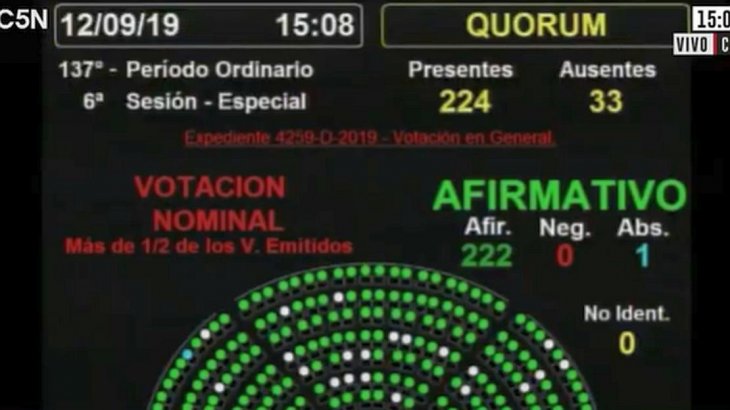 C5N
12/09/19 15:08
QUORUM
15:0
VIVO
137° - Período Ordinario
Presentes Ausentes
6ª Sesión - Especial
224 33
Expediente 4259-D-2019 - Votación en General.
VOTACION
NOMINAL
Más de 1/2 de los V. Emitidos
AFIRMATIVO
Afir. Neg. Abs.
222 0 1
No Ident.
0